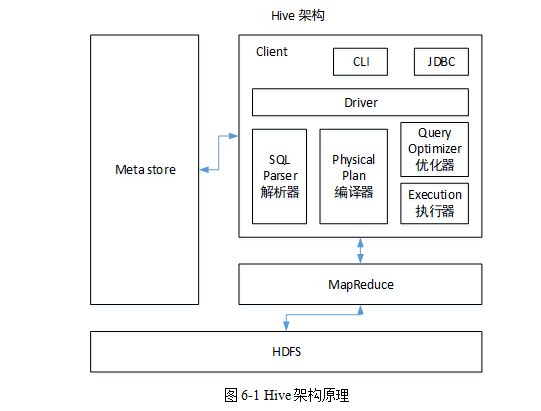 Hive 架构
Client
CLI
JDBC
Driver
Meta store
SQL
Parser
解析器
Physical
Plan
编译器
Query
Optimizer
优化器
Execution
执行器
MapReduce
HDFS
图 6-1 Hive 架构原理